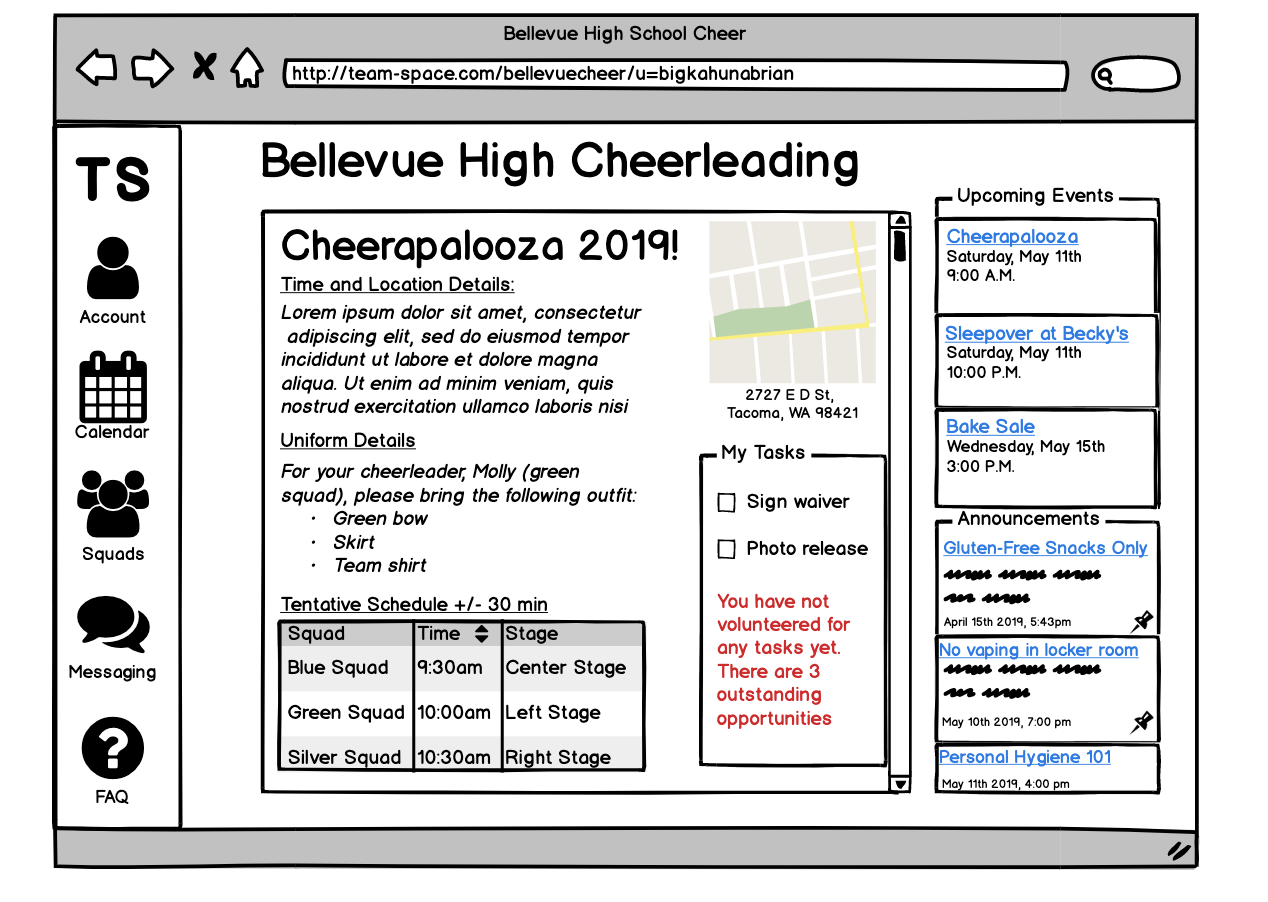 Bellevue High School Cheer
http://team-space.com/bellevuecheer/u=bigkahunabrian
TS
Account
Calendar
Squads
Messaging
FAQ
Bellevue High Cheerleading
Cheerapalooza 2019!
Time and Location Details:
Lorem ipsum dolor sit amet, consectetur
adipiscing elit, sed do eiusmod tempor
incididunt ut labore et dolore magna
aliqua. Ut enim ad minim veniam, quis
nostrud exercitation ullamco laboris nisi
Uniform Details
For your cheerleader, Molly (green
squad), please bring the following outfit:
• Green bow
• Skirt
• Team shirt
Tentative Schedule +/- 30 min
Squad Time Stage
Blue Squad 9:30am Center Stage
Green Squad 10:00am Left Stage
Silver Squad 10:30am Right Stage
2727 E D St,
Tacoma, WA 98421
My Tasks
Sign waiver
Photo release
You have not
volunteered for
any tasks yet.
There are 3
outstanding
opportunities
Upcoming Events
Cheerapalooza
Saturday, May 11th
9:00 A.M.
Sleepover at Becky's
Saturday, May 11th
10:00 P.M.
Bake Sale
Wednesday, May 15th
3:00 P.M.
Announcements
Gluten-Free Snacks Only
April 15th 2019, 5:43pm
No vaping in locker room
May 10th 2019, 7:00 pm
Personal Hygiene 101
May 11th 2019, 4:00 pm